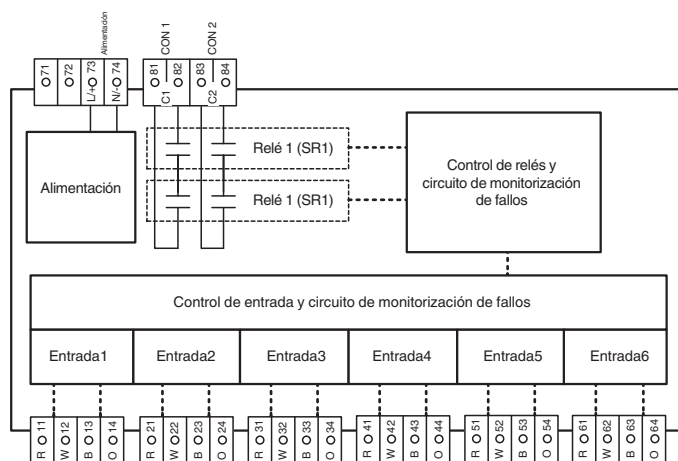 Alimentación
CON 1
CON 2
71
72
L/+ 73
N/- 74
81
82
83
84
C1
C2
Alimentación
Relé 1 (SR1)
Relé 1 (SR1)
Control de relés y
circuito de monitorización
de fallos
Control de entrada y circuito de monitorización de fallos
Entrada1
Entrada2
Entrada3
Entrada4
Entrada5
Entrada6
R 11
W 12
B 13
O 14
R 21
W 22
B 23
O 24
R 31
W 32
B 33
O 34
R 41
W 42
B 43
O 44
R 51
W 52
B 53
O 54
R 61
W 62
B 63
O 64